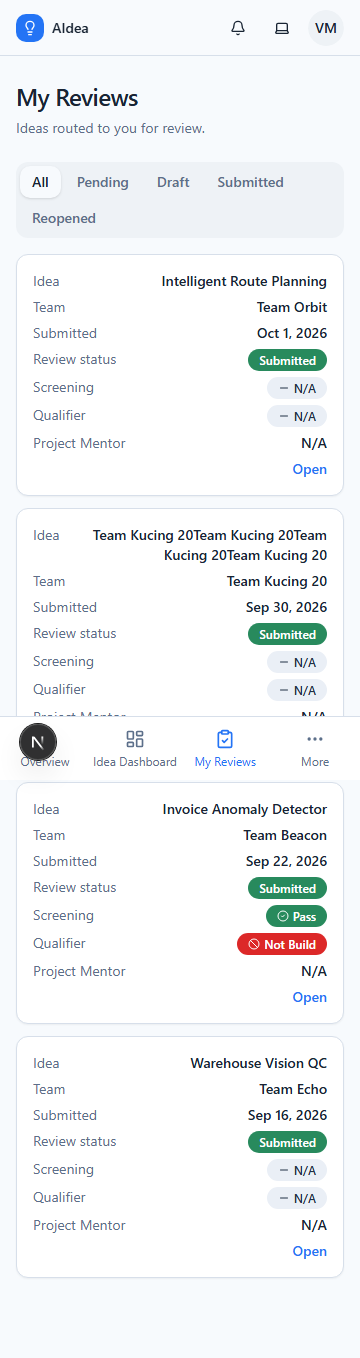 AIdea
VM
My Reviews
Ideas routed to you for review.
All Pending Draft Submitted
Reopened
Idea Intelligent Route Planning
Team Team Orbit
Submitted Oct 1, 2026
Review status Submitted
Screening N/A
Qualifier N/A
Project Mentor N/A
Open
Idea Team Kucing 20Team Kucing 20Team
Kucing 20Team Kucing 20
Team Team Kucing 20
Submitted Sep 30, 2026
Review status Submitted
Screening N/A
Qualifier N/A
Project Mentor N/A
N
Overview Idea Dashboard My Reviews More
Idea Invoice Anomaly Detector
Team Team Beacon
Submitted Sep 22, 2026
Review status Submitted
Screening Pass
Qualifier Not Build
Project Mentor N/A
Open
Idea Warehouse Vision QC
Team Team Echo
Submitted Sep 16, 2026
Review status Submitted
Screening N/A
Qualifier N/A
Project Mentor N/A
Open